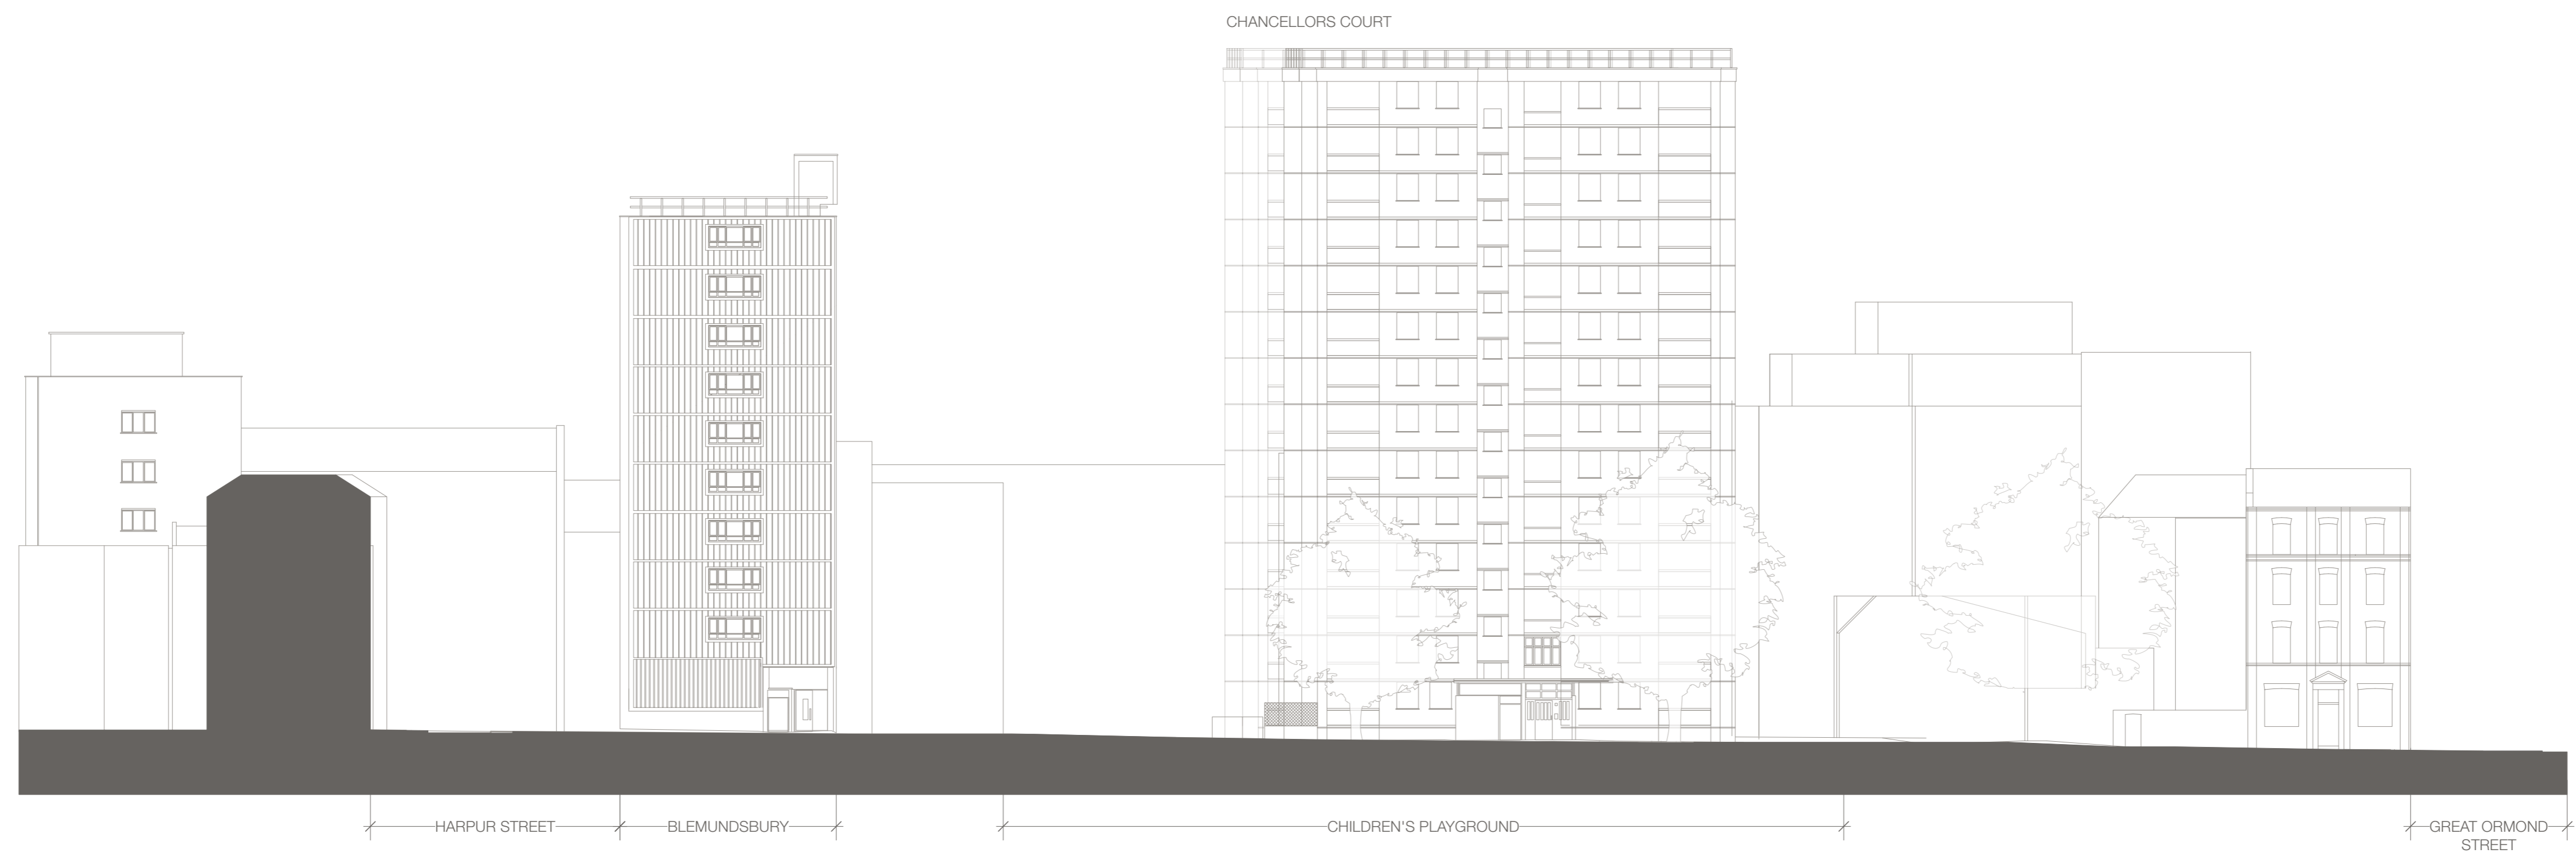 CHANCELLORS COURT
HARPUR STREET
BLEMUNDSBURY
CHILDREN'S PLAYGROUND
GREAT ORMOND
STREET